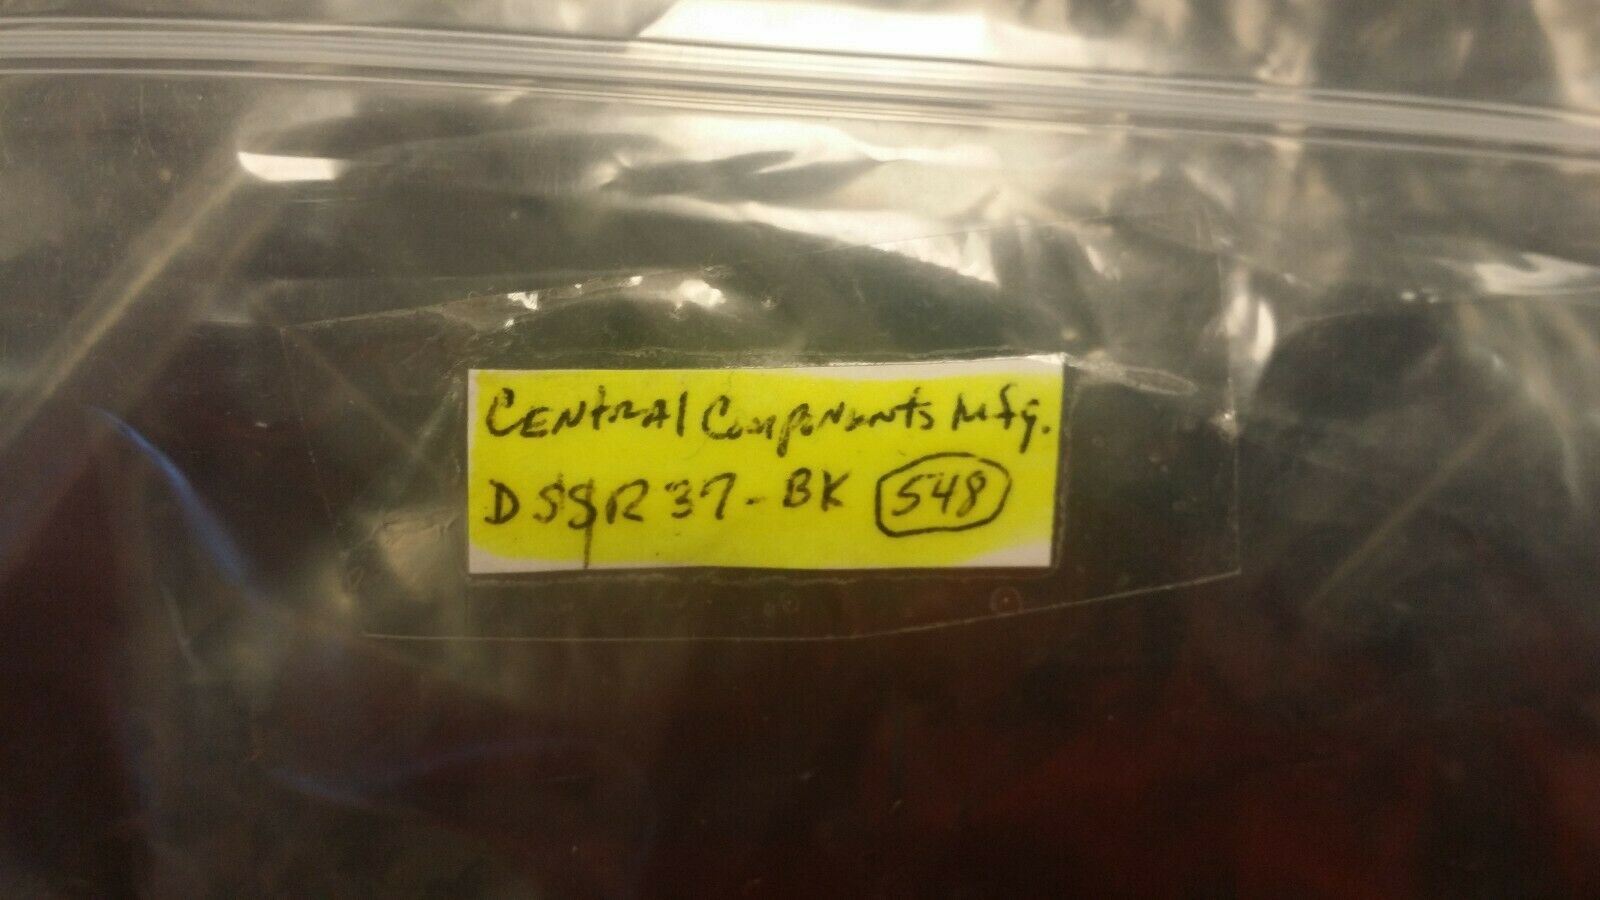 Central Components Mfg.
DSSR37-BK 548